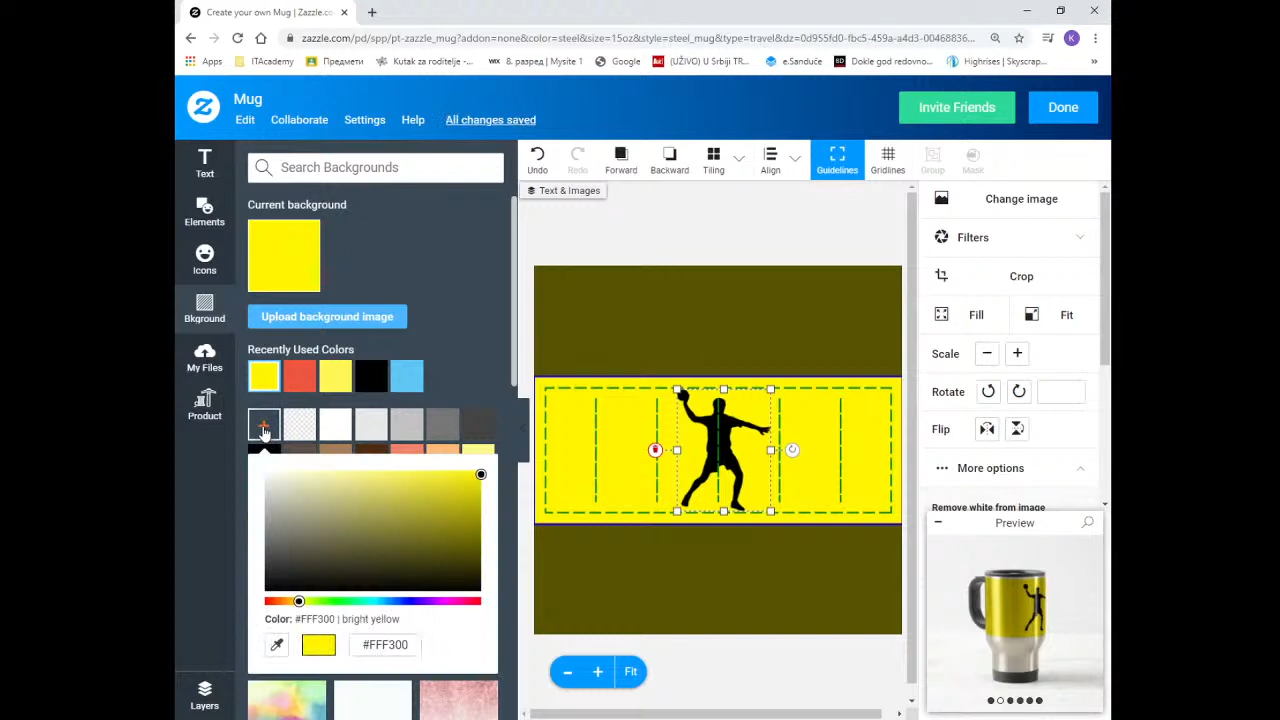 Create your own Mug | Zazzle.com
zazzle.com/pd/spp/pt-zazzle_mug?addon=none&color=steel&size=15oz&style=steel_mug&type=travel&dz=0d955fd0-fbc5-459a-a4d3-00468836...
K
Apps
ITAcademy
Предмети
Kutak za roditelje -...
WIX 8. разред | Mysite 1
Google
(UŽIVO) U Srbiji TR...
e.Sanduče
Dokle god redovno...
Highrises | Skyscrap...
Mug
Edit
Collaborate
Settings
Help
All changes saved
Invite Friends
Done
Text
Elements
Icons
Bkground
My Files
Product
Layers
Search Backgrounds
Current background
Upload background image
Recently Used Colors
Color: #FFF300 | bright yellow
#FFF300
Undo
Redo
Forward
Backward
Tiling
Align
Guidelines
Gridlines
Group
Mask
Text & Images
Fit
Change image
Filters
Crop
Fill
Fit
Scale
Rotate
Flip
More options
Remove white from image
Preview